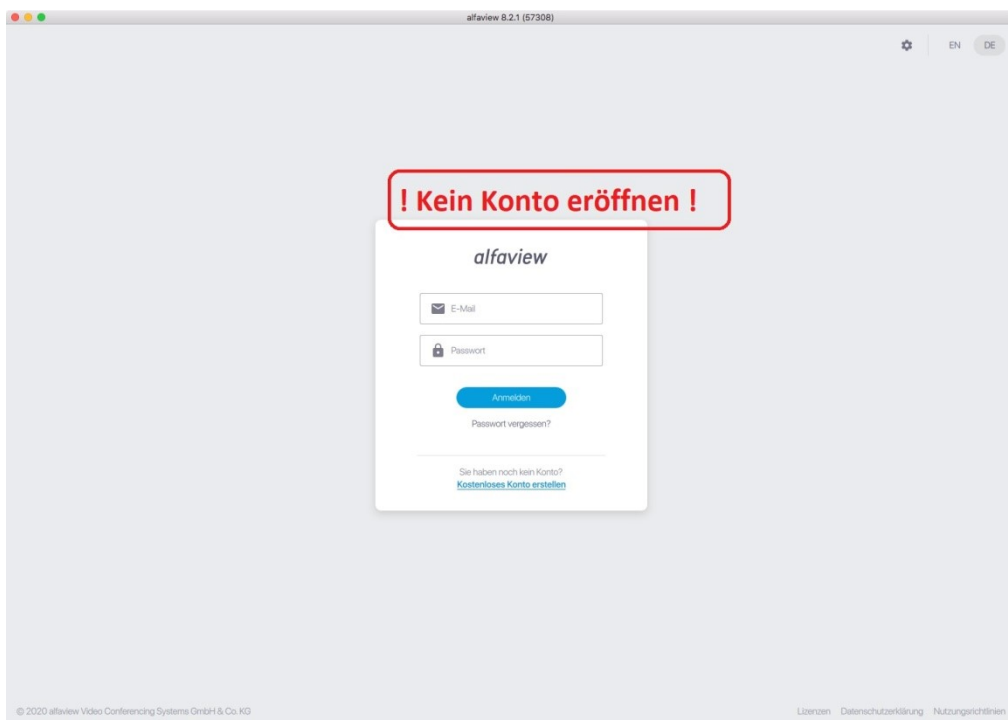 alfaview 8.2.1 (57308)
EN DE
! Kein Konto eröffnen !
alfaview
E-Mail
Passwort
Anmelden
Passwort vergessen?
Sie haben noch kein Konto?
Kostenloses Konto erstellen
© 2020 alfaview Video Conferencing Systems GmbH & Co. KG
Lizenzen Datenschutzerklärung Nutzungsrichtlinien